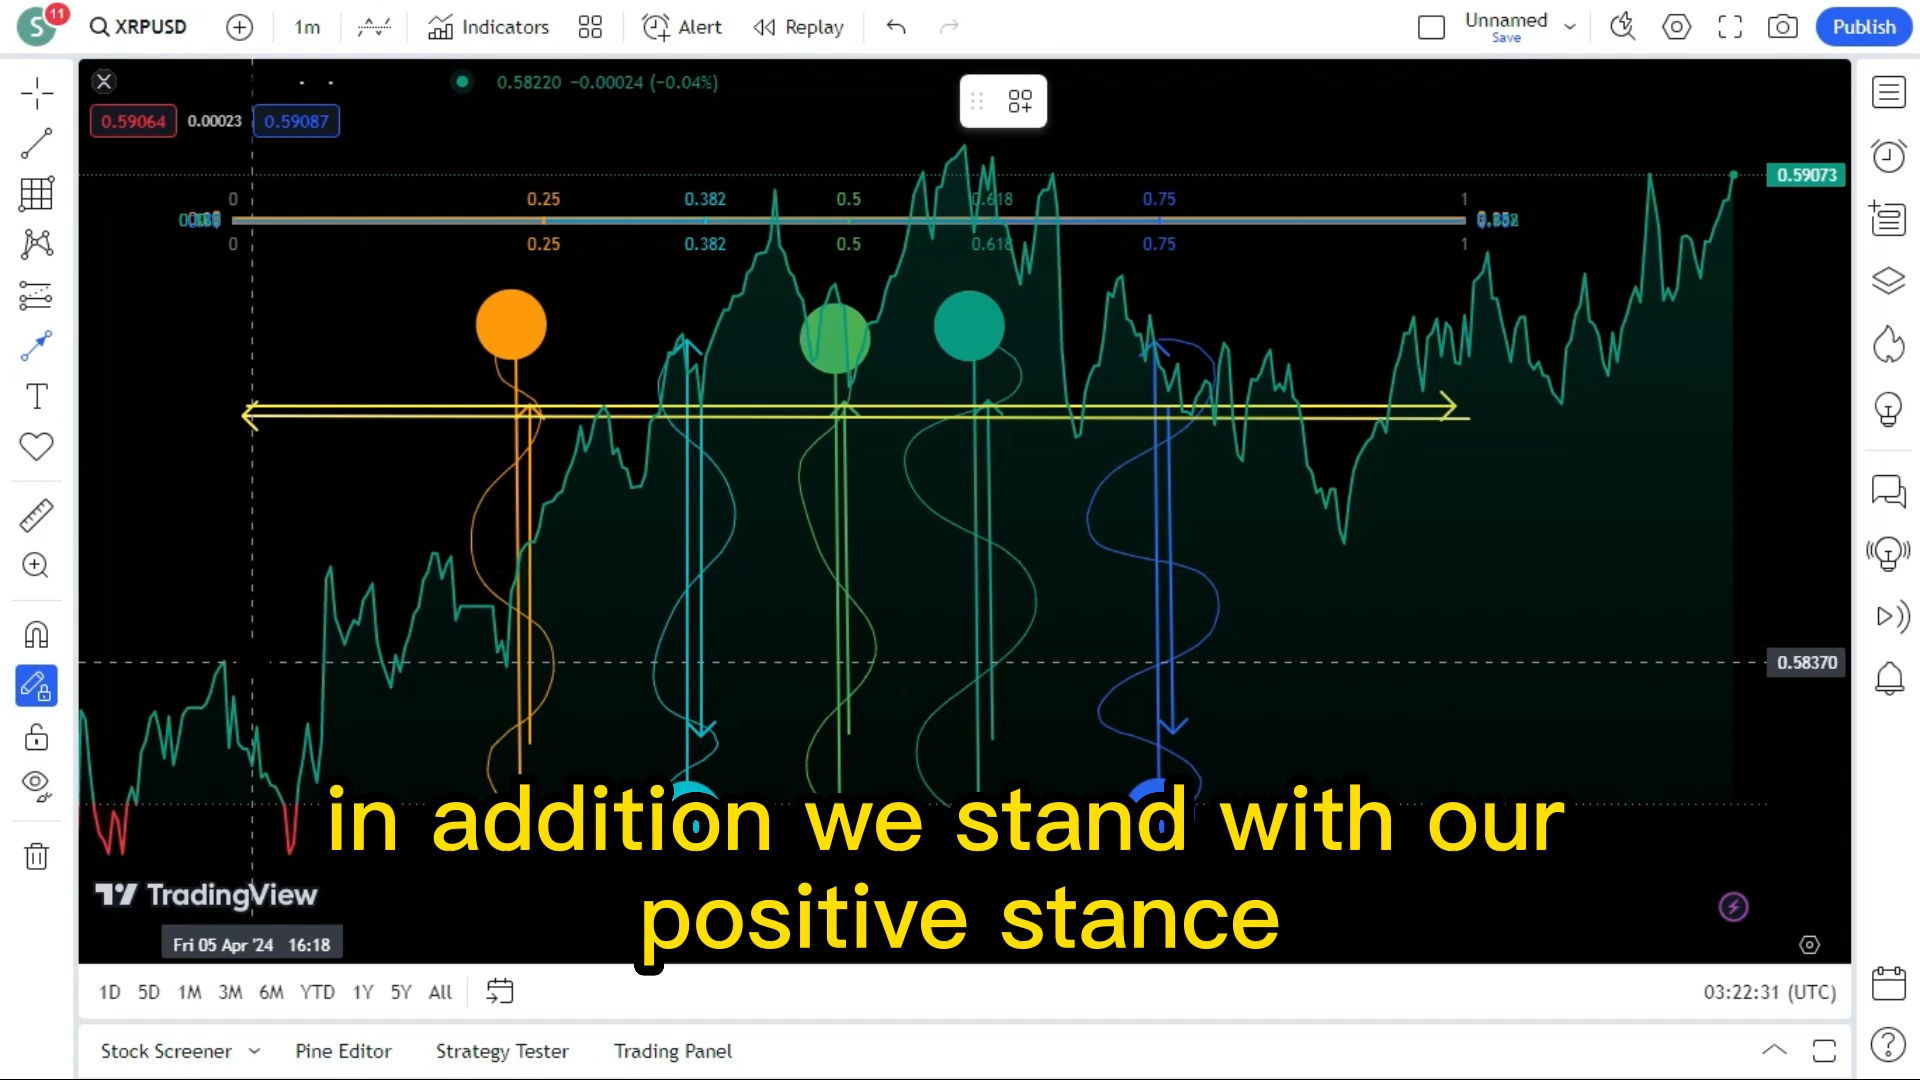 S 11 XRPUSD 1m Indicators Alert Replay Unnamed Publish
Save
0.58220 −0.00024 (−0.04%)
0.59064 0.00023 0.59087
0.59073
0 0.25 0.382 0.5 0.618 0.75 1
0 0.25 0.382 0.5 0.618 0.75 1
0.58370
in addition we stand with our
positive stance
TradingView
Fri 05 Apr '24 16:18
1D 5D 1M 3M 6M YTD 1Y 5Y All 03:22:31 (UTC)
Stock Screener Pine Editor Strategy Tester Trading Panel